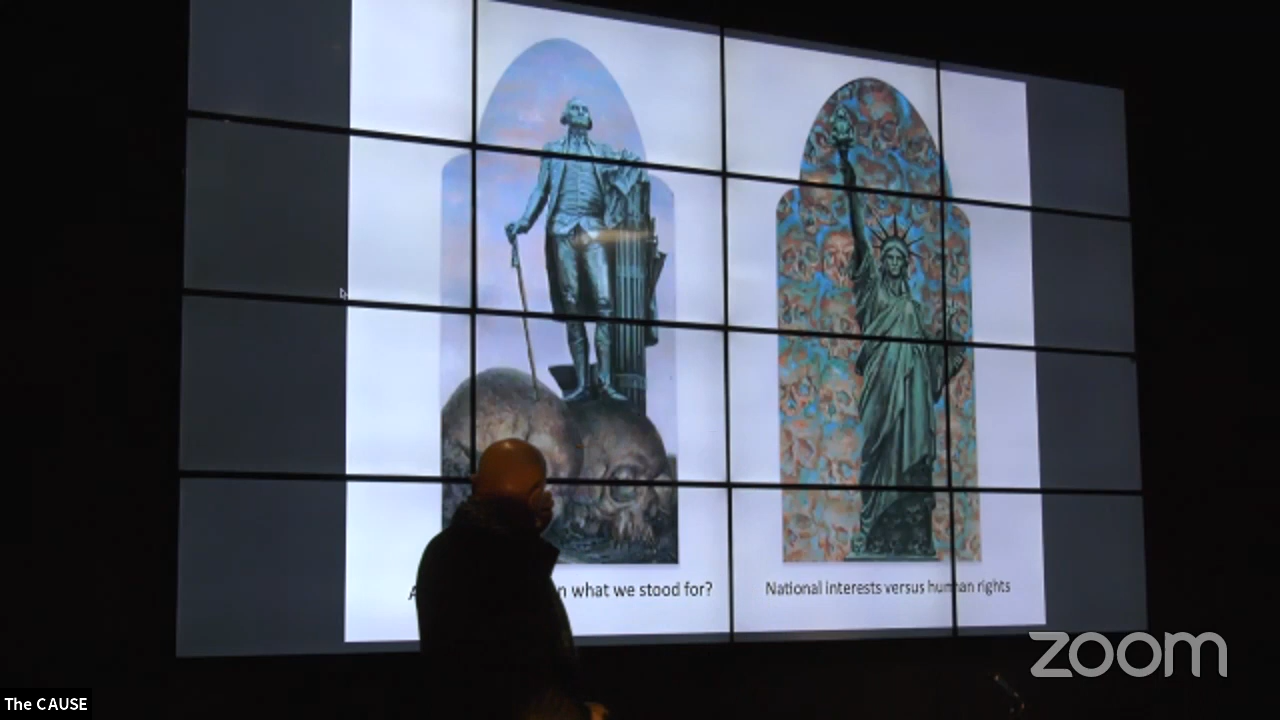 n what we stood for?
National interests versus human rights
zoom
The CAUSE